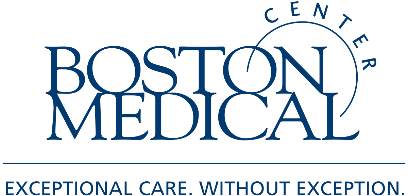 BOSTON
MEDICAL
CENTER
EXCEPTIONAL CARE. WITHOUT EXCEPTION.